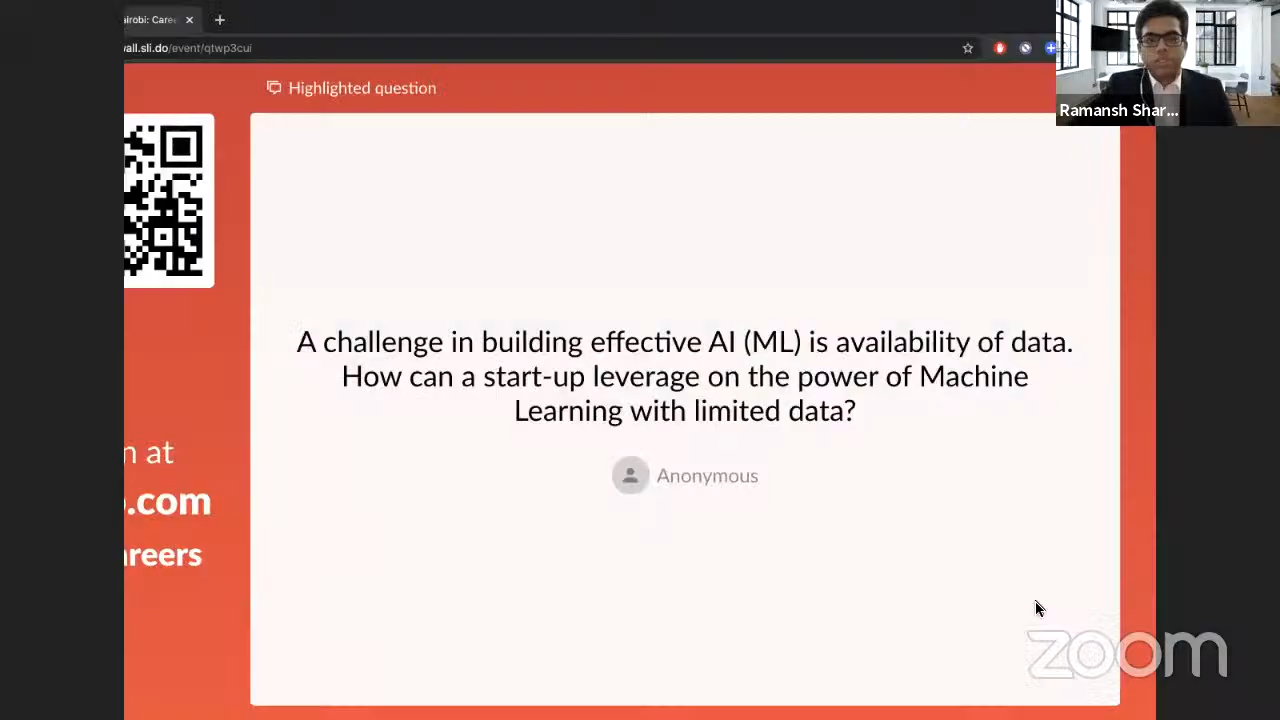 airobi: Caree
wall.sli.do/event/qtwp3cui
Ramansh Shar...
Highlighted question
A challenge in building effective AI (ML) is availability of data.
How can a start-up leverage on the power of Machine
Learning with limited data?
Anonymous
n at
.com
areers
zoom